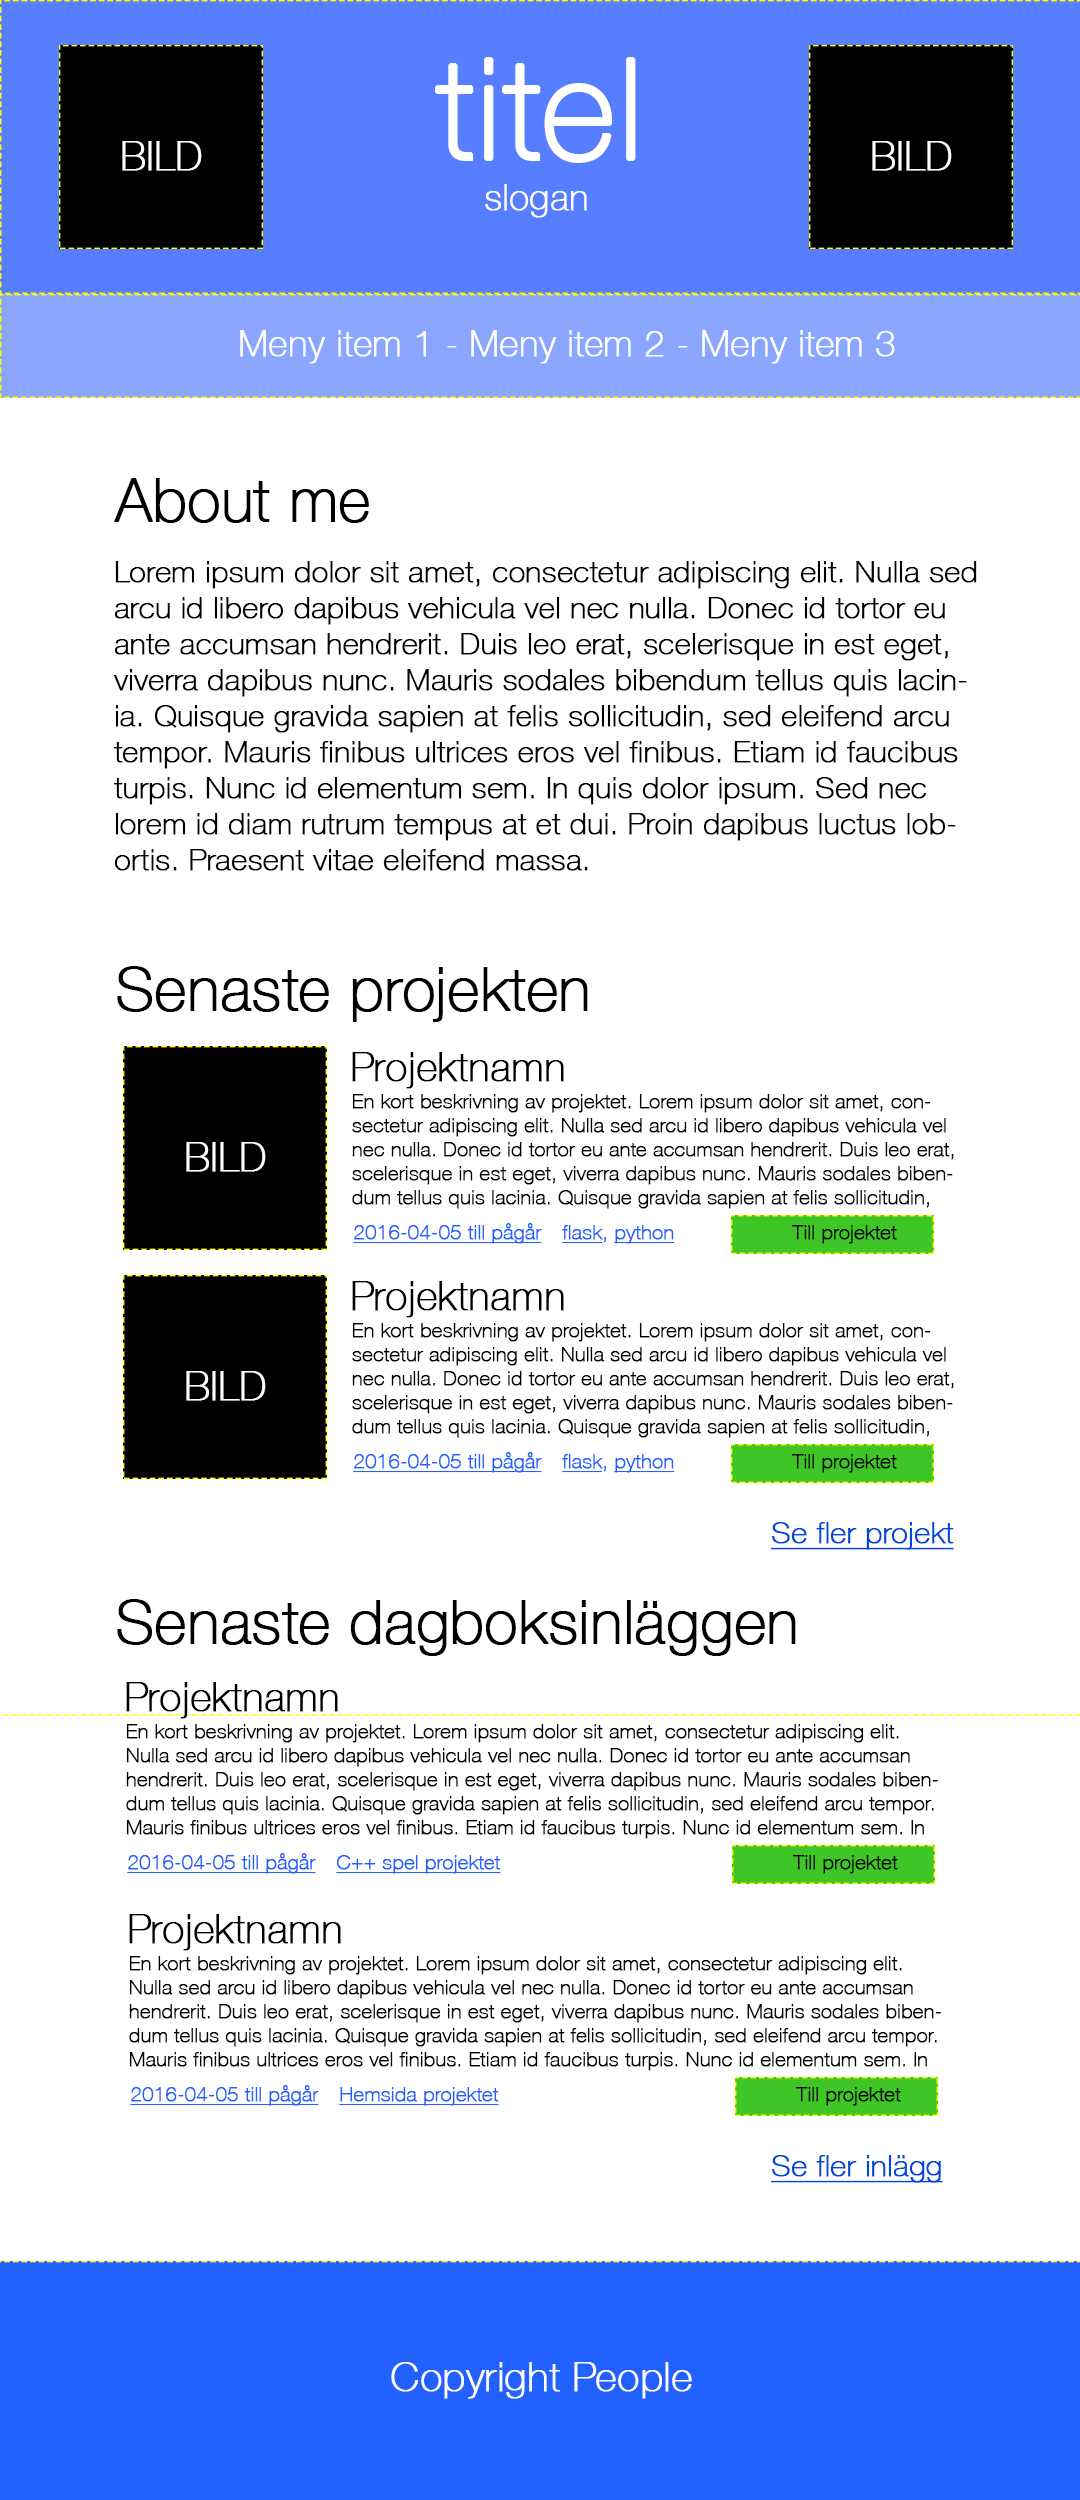 BILD
titel
slogan
BILD
Meny item 1 - Meny item 2 - Meny item 3
About me
Lorem ipsum dolor sit amet, consectetur adipiscing elit. Nulla sed
arcu id libero dapibus vehicula vel nec nulla. Donec id tortor eu
ante accumsan hendrerit. Duis leo erat, scelerisque in est eget,
viverra dapibus nunc. Mauris sodales bibendum tellus quis lacin-
ia. Quisque gravida sapien at felis sollicitudin, sed eleifend arcu
tempor. Mauris finibus ultrices eros vel finibus. Etiam id faucibus
turpis. Nunc id elementum sem. In quis dolor ipsum. Sed nec
lorem id diam rutrum tempus at et dui. Proin dapibus luctus lob-
ortis. Praesent vitae eleifend massa.
Senaste projekten
BILD
Projektnamn
En kort beskrivning av projektet. Lorem ipsum dolor sit amet, con-
sectetur adipiscing elit. Nulla sed arcu id libero dapibus vehicula vel
nec nulla. Donec id tortor eu ante accumsan hendrerit. Duis leo erat,
scelerisque in est eget, viverra dapibus nunc. Mauris sodales biben-
dum tellus quis lacinia. Quisque gravida sapien at felis sollicitudin,
2016-04-05 till pågår flask, python Till projektet
BILD
Projektnamn
En kort beskrivning av projektet. Lorem ipsum dolor sit amet, con-
sectetur adipiscing elit. Nulla sed arcu id libero dapibus vehicula vel
nec nulla. Donec id tortor eu ante accumsan hendrerit. Duis leo erat,
scelerisque in est eget, viverra dapibus nunc. Mauris sodales biben-
dum tellus quis lacinia. Quisque gravida sapien at felis sollicitudin,
2016-04-05 till pågår flask, python Till projektet
Se fler projekt
Senaste dagboksinläggen
Projektnamn
En kort beskrivning av projektet. Lorem ipsum dolor sit amet, consectetur adipiscing elit.
Nulla sed arcu id libero dapibus vehicula vel nec nulla. Donec id tortor eu ante accumsan
hendrerit. Duis leo erat, scelerisque in est eget, viverra dapibus nunc. Mauris sodales biben-
dum tellus quis lacinia. Quisque gravida sapien at felis sollicitudin, sed eleifend arcu tempor.
Mauris finibus ultrices eros vel finibus. Etiam id faucibus turpis. Nunc id elementum sem. In
2016-04-05 till pågår C++ spel projektet Till projektet
Projektnamn
En kort beskrivning av projektet. Lorem ipsum dolor sit amet, consectetur adipiscing elit.
Nulla sed arcu id libero dapibus vehicula vel nec nulla. Donec id tortor eu ante accumsan
hendrerit. Duis leo erat, scelerisque in est eget, viverra dapibus nunc. Mauris sodales biben-
dum tellus quis lacinia. Quisque gravida sapien at felis sollicitudin, sed eleifend arcu tempor.
Mauris finibus ultrices eros vel finibus. Etiam id faucibus turpis. Nunc id elementum sem. In
2016-04-05 till pågår Hemsida projektet Till projektet
Se fler inlägg
Copyright People